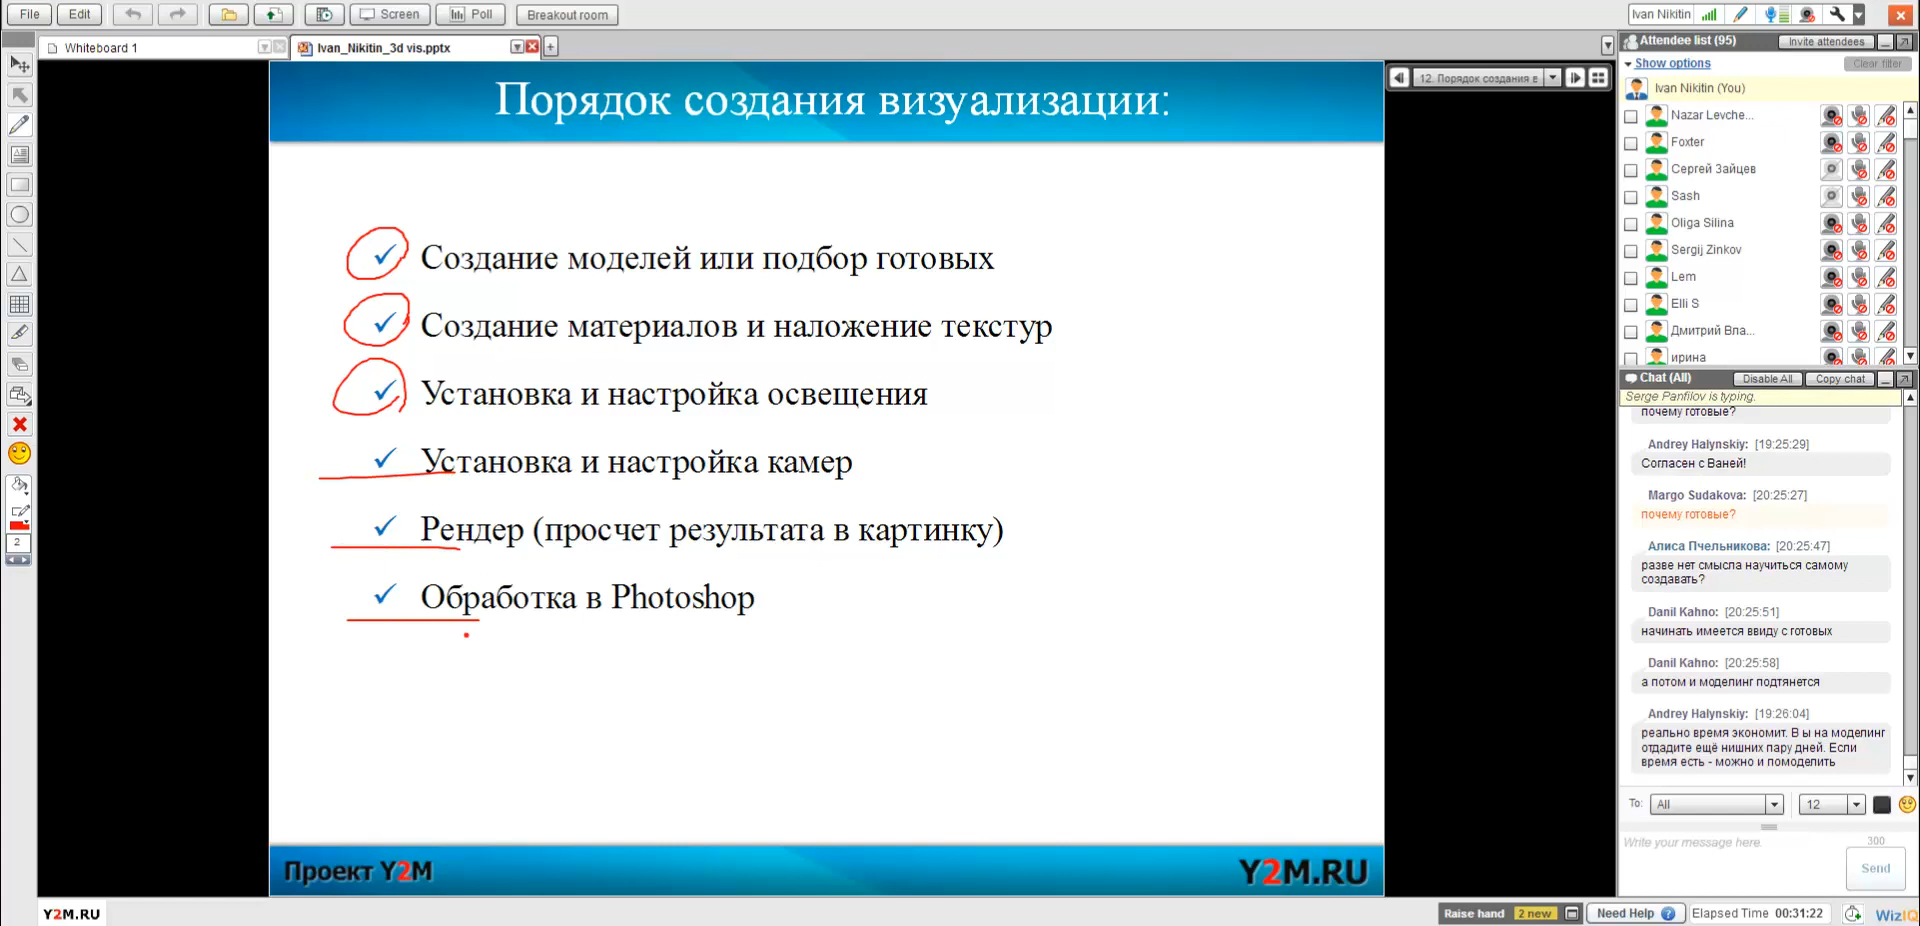 File
Edit
Screen
Poll
Breakout room
Ivan Nikitin
Whiteboard 1
Ivan_Nikitin_3d vis.pptx
Attendee list (95)
Invite attendees
Show options
Clear filter
12. Порядок создания в
Ivan Nikitin (You)
Nazar Levche...
Foxter
Сергей Зайцев
Sash
Oliga Silina
Sergij Zinkov
Lem
Elli S
Дмитрий Вла...
ирина
Порядок создания визуализации:
Создание моделей или подбор готовых
Создание материалов и наложение текстур
Установка и настройка освещения
Установка и настройка камер
Рендер (просчет результата в картинку)
Обработка в Photoshop
Проект Y2M
Y2M.RU
2
Chat (All)
Disable All
Copy chat
Serge Panfilov is typing.
почему готовые?
Andrey Halynskiy: [19:25:29]
Согласен с Ваней!
Margo Sudakova: [20:25:27]
почему готовые?
Алиса Пчельникова: [20:25:47]
разве нет смысла научиться самому
создавать?
Danil Kahno: [20:25:51]
начинать имеется ввиду с готовых
Danil Kahno: [20:25:58]
а потом и моделинг подтянется
Andrey Halynskiy: [19:26:04]
реально время экономит. В ы на моделинг
отдадите ещё нишних пару дней. Если
время есть - можно и помоделить
To:
All
12
Write your message here.
300
Send
Y2M.RU
Raise hand
2 new
Need Help
Elapsed Time 00:31:22
WizIQ